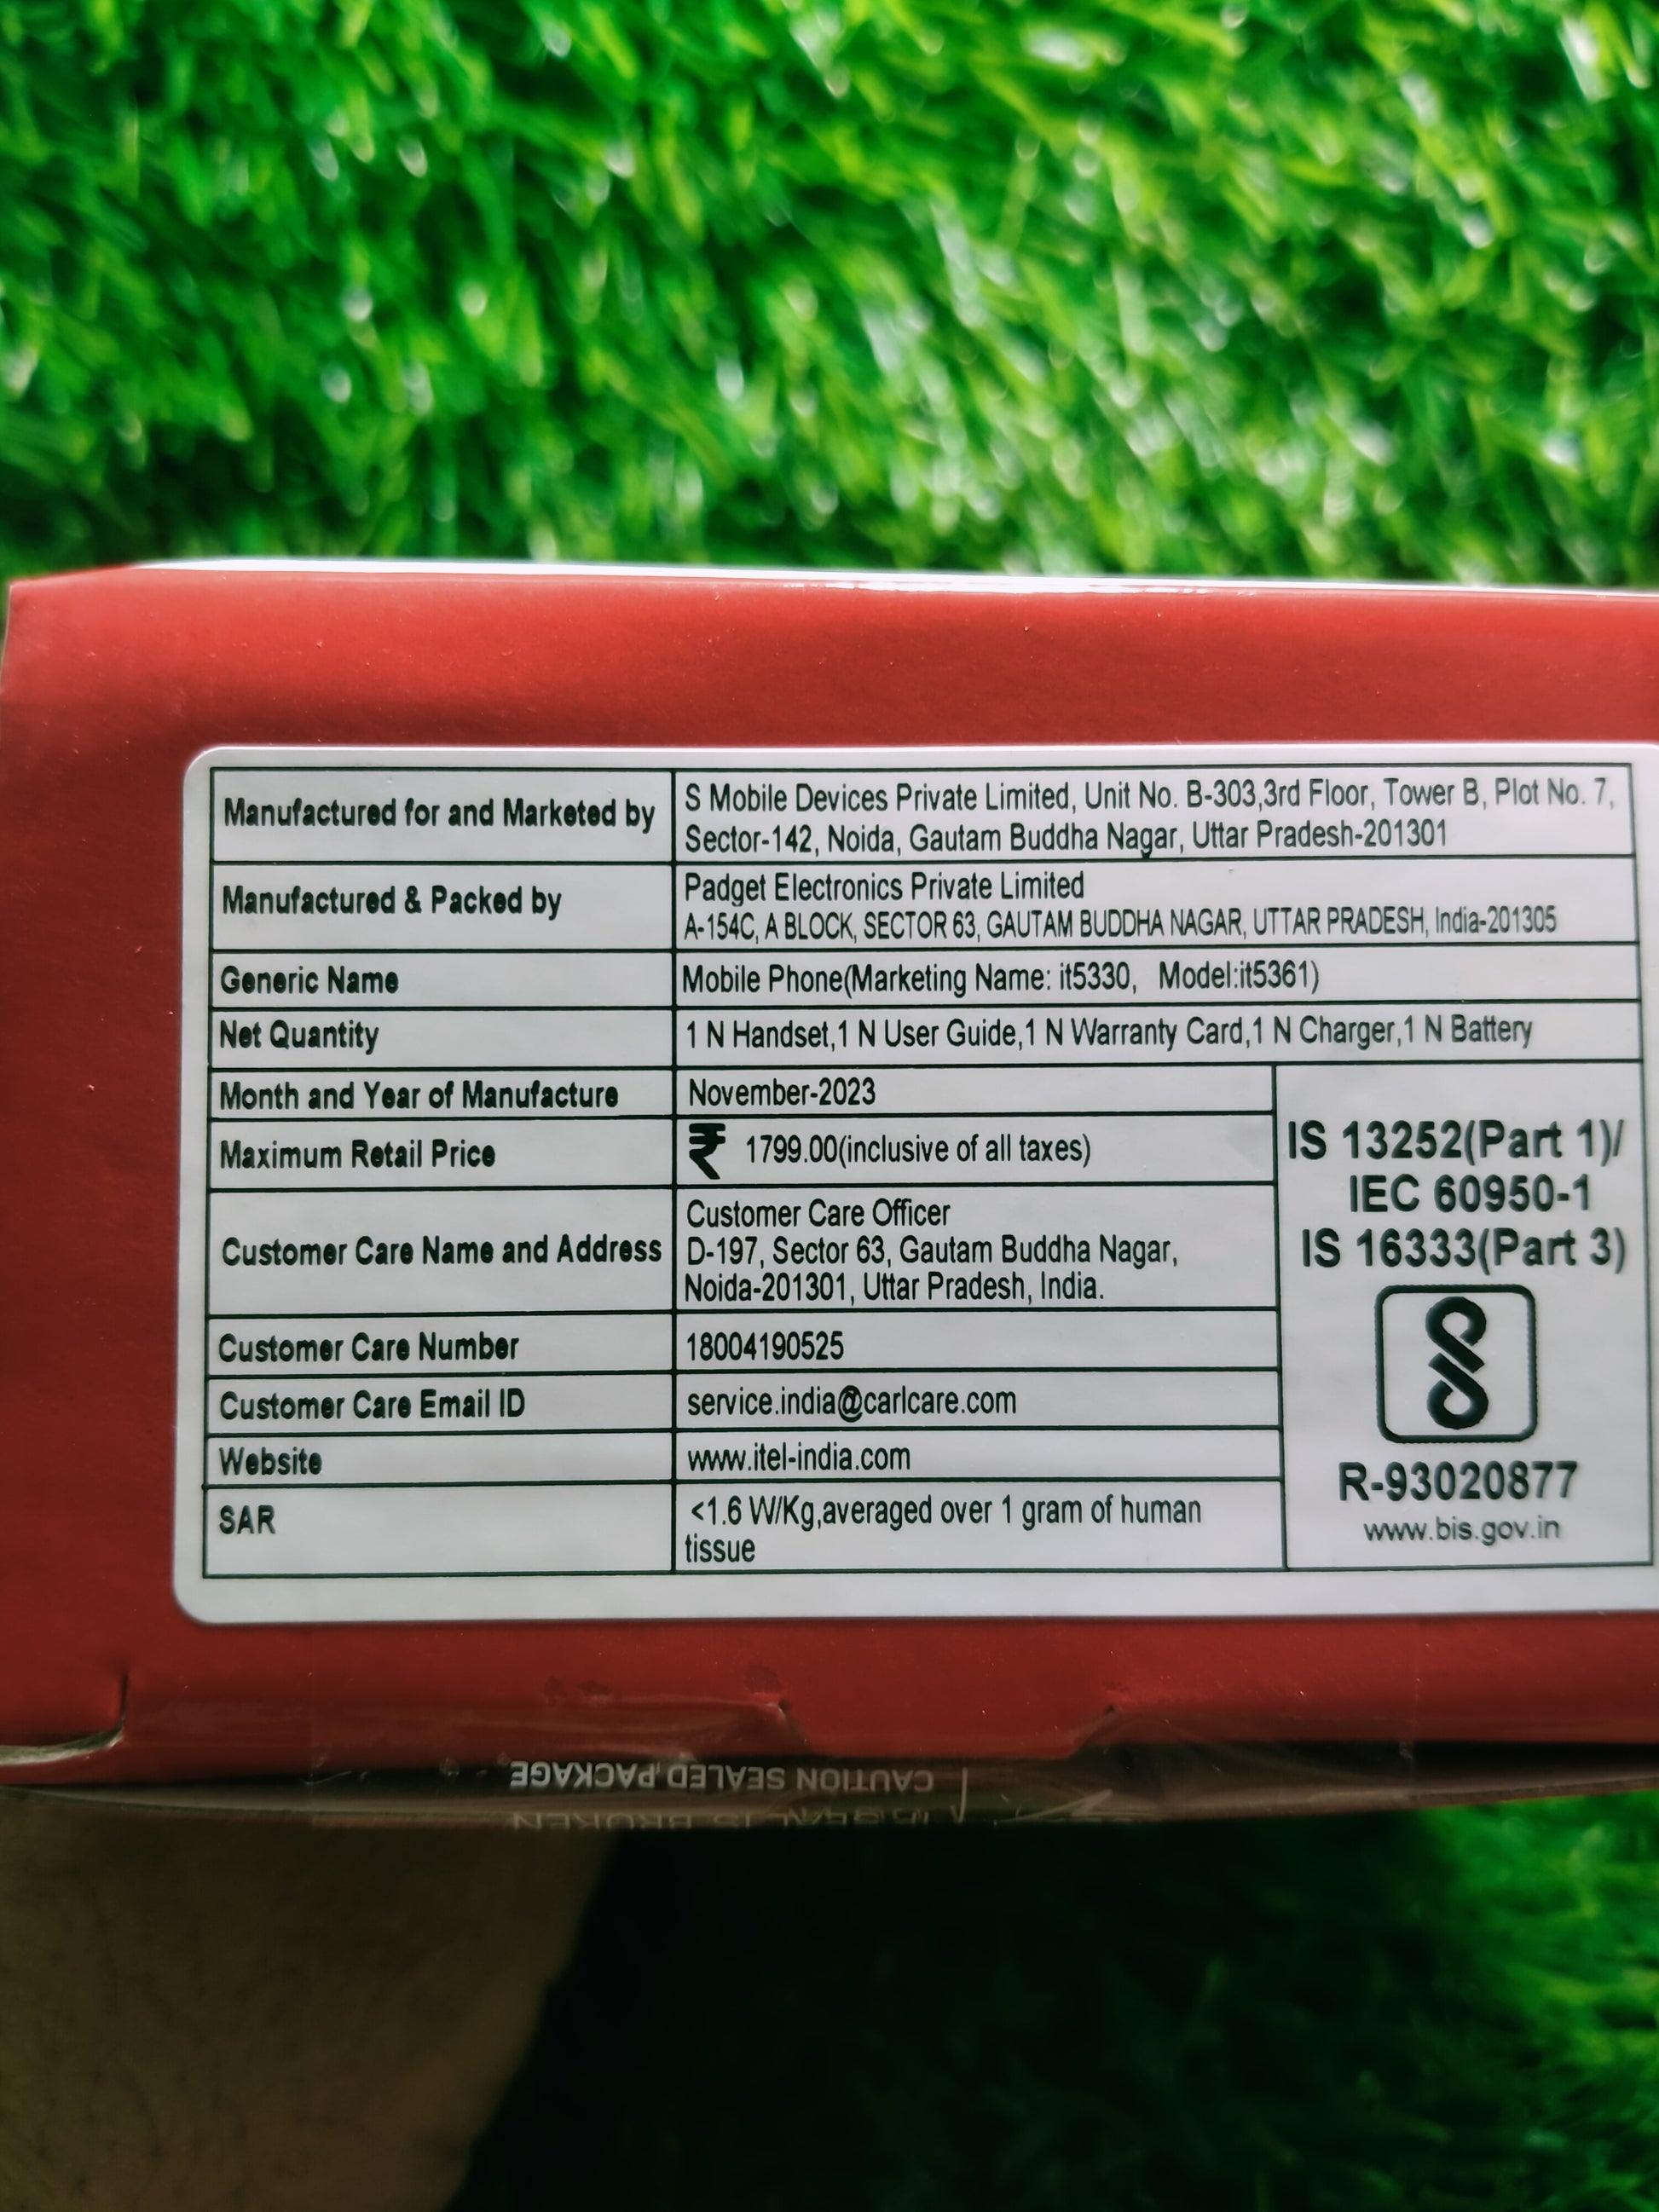 Manufactured for and Marketed by
S Mobile Devices Private Limited, Unit No. B-303,3rd Floor, Tower B, Plot No. 7,
Sector-142, Noida, Gautam Buddha Nagar, Uttar Pradesh-201301
Manufactured & Packed by
Padget Electronics Private Limited
A-154C, A BLOCK, SECTOR 63, GAUTAM BUDDHA NAGAR, UTTAR PRADESH, India-201305
Generic Name
Mobile Phone(Marketing Name: it5330, Model:it5361)
Net Quantity
1 N Handset,1 N User Guide,1 N Warranty Card,1 N Charger,1 N Battery
Month and Year of Manufacture
November-2023
Maximum Retail Price
₹ 1799.00(inclusive of all taxes)
Customer Care Name and Address
Customer Care Officer
D-197, Sector 63, Gautam Buddha Nagar,
Noida-201301, Uttar Pradesh, India.
Customer Care Number
18004190525
Customer Care Email ID
service.india@carlcare.com
Website
www.itel-india.com
SAR
<1.6 W/Kg,averaged over 1 gram of human
tissue
IS 13252(Part 1)/
IEC 60950-1
IS 16333(Part 3)
R-93020877
www.bis.gov.in
CAUTION SEALED PACKAGE
IS BROKEN